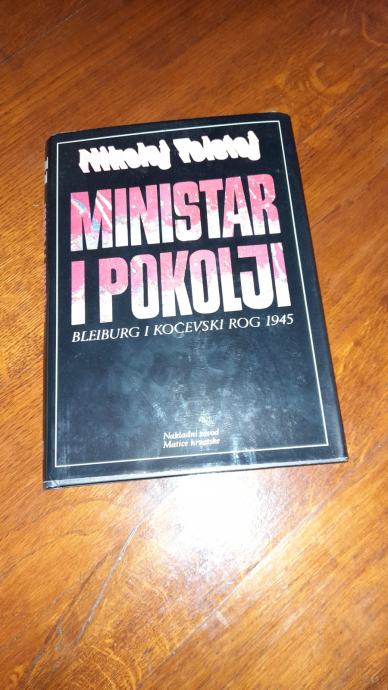 Nikolaj Tolstoj
MINISTAR
I POKOLJI
BLEIBURG I KOČEVSKI ROG 1945
Nakladni zavod
Matice hrvatske